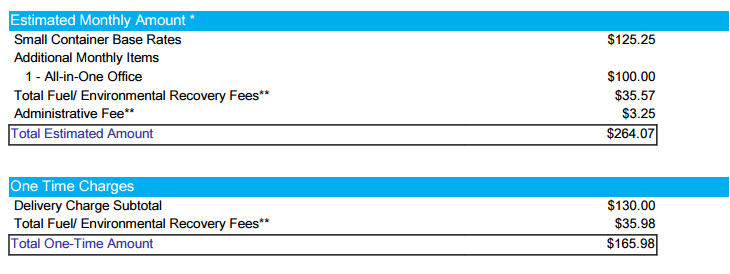 Estimated Monthly Amount *
Small Container Base Rates $125.25
Additional Monthly Items
1 - All-in-One Office $100.00
Total Fuel/ Environmental Recovery Fees** $35.57
Administrative Fee** $3.25
Total Estimated Amount $264.07
One Time Charges
Delivery Charge Subtotal $130.00
Total Fuel/ Environmental Recovery Fees** $35.98
Total One-Time Amount $165.98